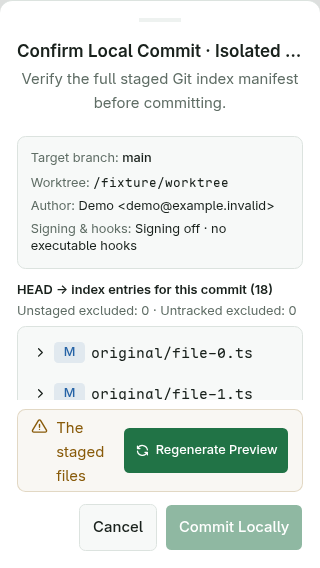 Confirm Local Commit · Isolated ...
Verify the full staged Git index manifest
before committing.
Target branch: main
Worktree: /fixture/worktree
Author: Demo <demo@example.invalid>
Signing & hooks: Signing off · no
executable hooks
HEAD → index entries for this commit (18)
Unstaged excluded: 0 · Untracked excluded: 0
M original/file-0.ts
M original/file-1.ts
The
staged
files
Regenerate Preview
Cancel
Commit Locally